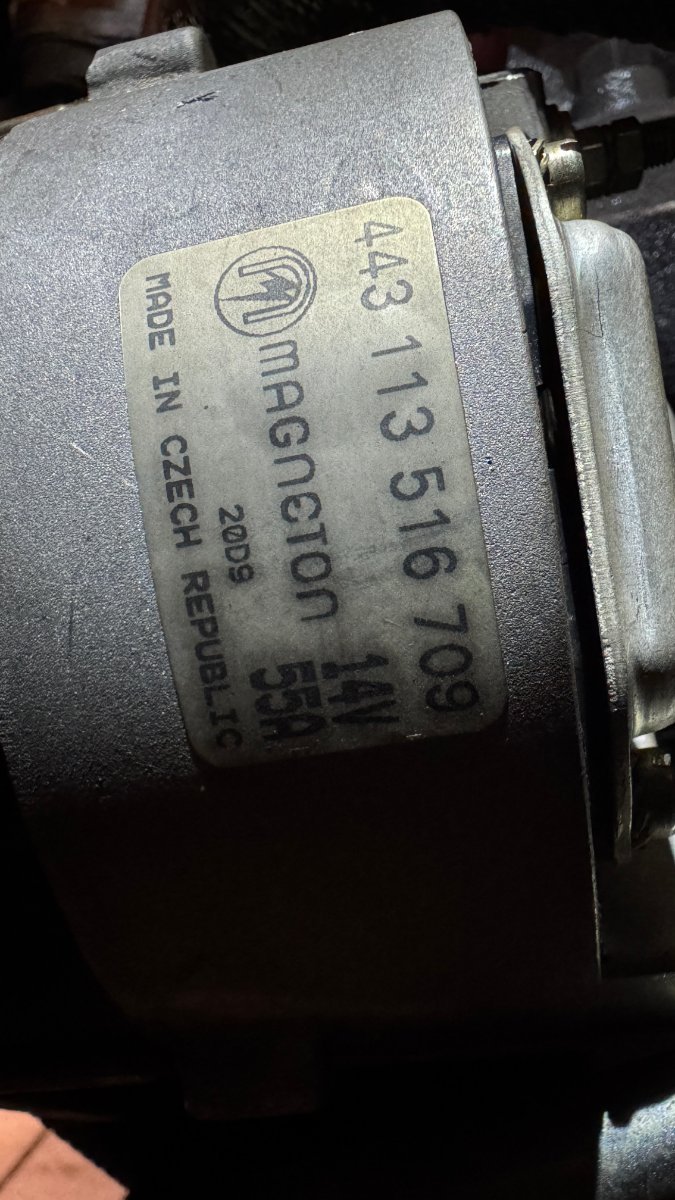 443 113 516 709
magneton 14V
55A
20D9
MADE IN CZECH REPUBLIC